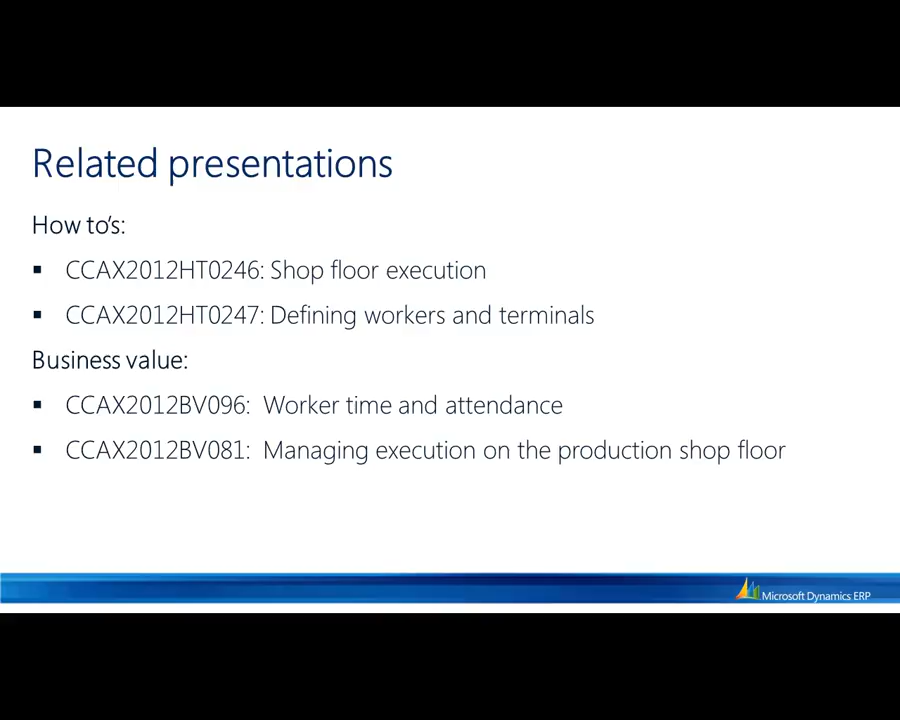 Related presentations
How to's:
▪ CCAX2012HT0246: Shop floor execution
▪ CCAX2012HT0247: Defining workers and terminals
Business value:
▪ CCAX2012BV096: Worker time and attendance
▪ CCAX2012BV081: Managing execution on the production shop floor
Microsoft Dynamics ERP